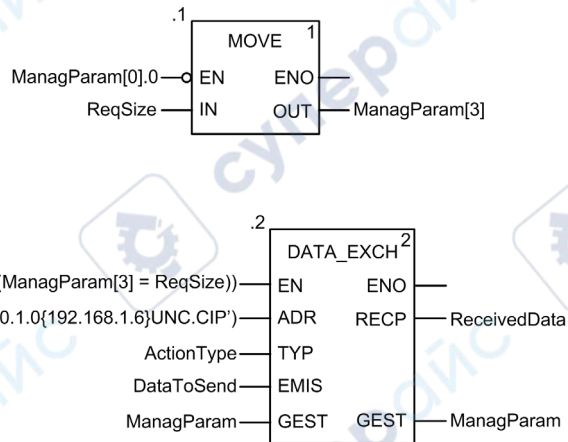 .1
MOVE 1
ManagParam[0].0 EN ENO
ReqSize IN OUT ManagParam[3]
.2
DATA_EXCH 2
(ManagParam[3] = ReqSize)) EN ENO
0.1.0{192.168.1.6}UNC.CIP') ADR RECP ReceivedData
ActionType TYP
DataToSend EMIS
ManagParam GEST GEST ManagParam
супер
айс